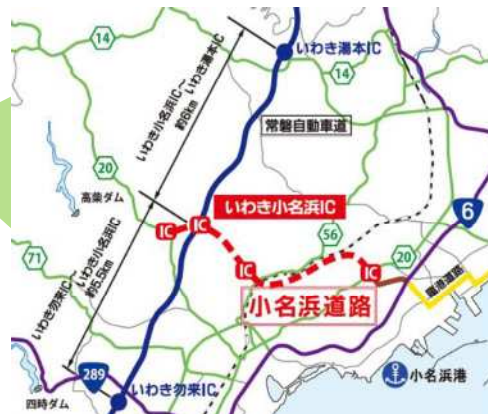 14
いわき湯本IC
14
いわき小名浜IC～いわき湯本IC
約6km
常磐自動車道
20
高柴ダム
いわき小名浜IC
IC
IC
6
56
71
20
IC
IC
いわき勿来IC～いわき小名浜IC
約5.5km
小名浜道路
臨港道路
289
四時ダム
いわき勿来IC
小名浜港